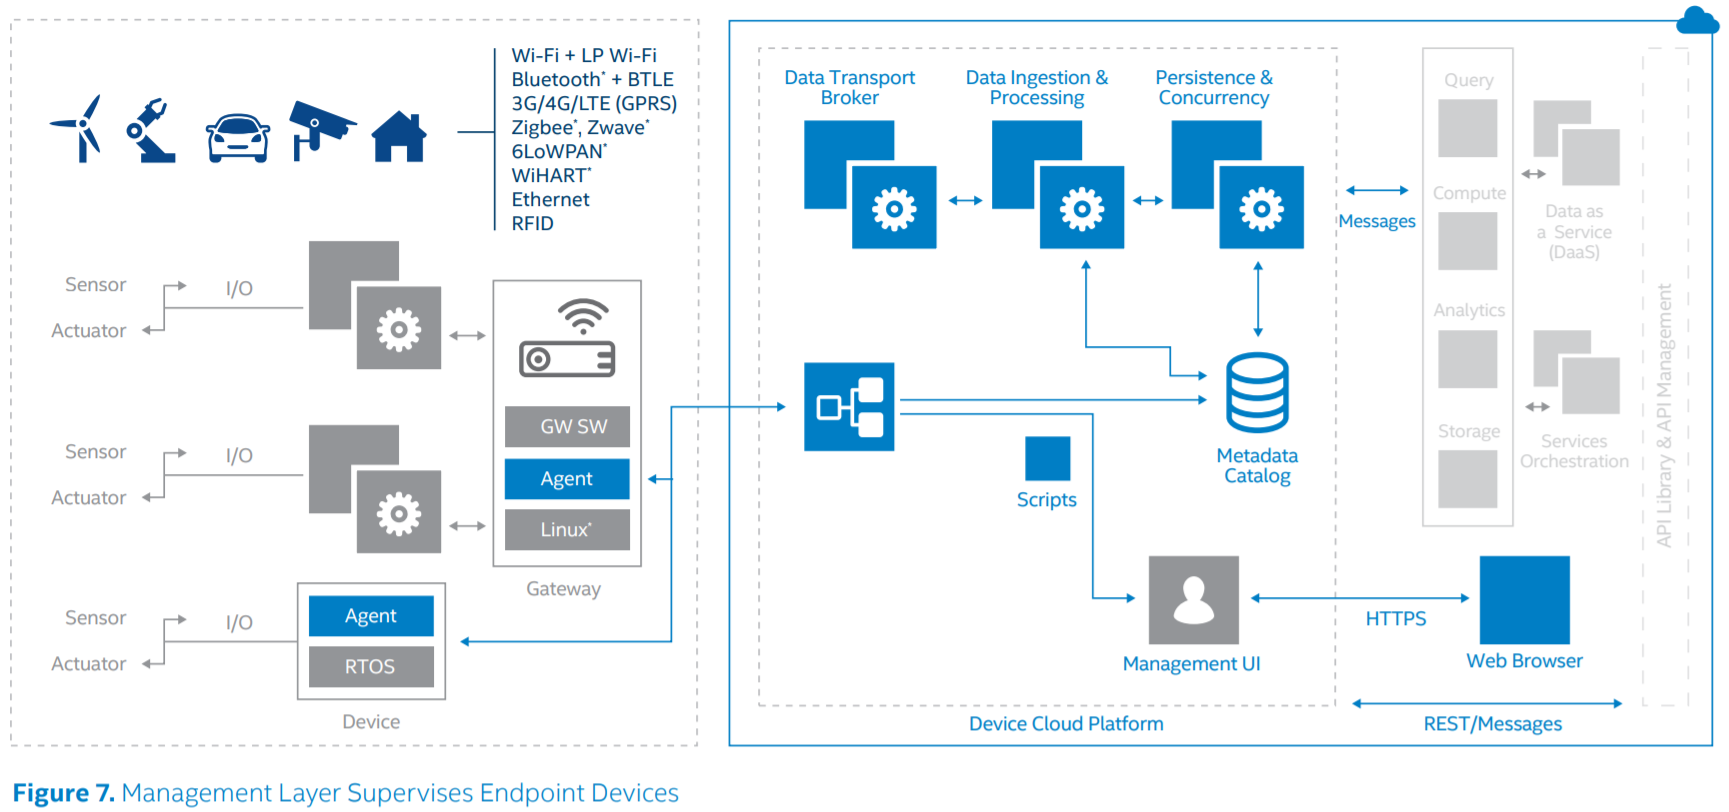 Wi-Fi + LP Wi-Fi
Bluetooth* + BTLE
3G/4G/LTE (GPRS)
Zigbee*, Zwave*
6LoWPAN*
WiHART*
Ethernet
RFID
Sensor
I/O
Actuator
Sensor
I/O
Actuator
GW SW
Agent
Linux*
Gateway
Sensor
I/O
Actuator
Agent
RTOS
Device
Data Transport
Broker
Data Ingestion &
Processing
Persistence &
Concurrency
Messages
Scripts
Metadata
Catalog
Management UI
HTTPS
Web Browser
Device Cloud Platform
REST/Messages
Query
Compute
Analytics
Storage
Data as
a Service
(DaaS)
Services
Orchestration
API Library & API Management
Figure 7. Management Layer Supervises Endpoint Devices